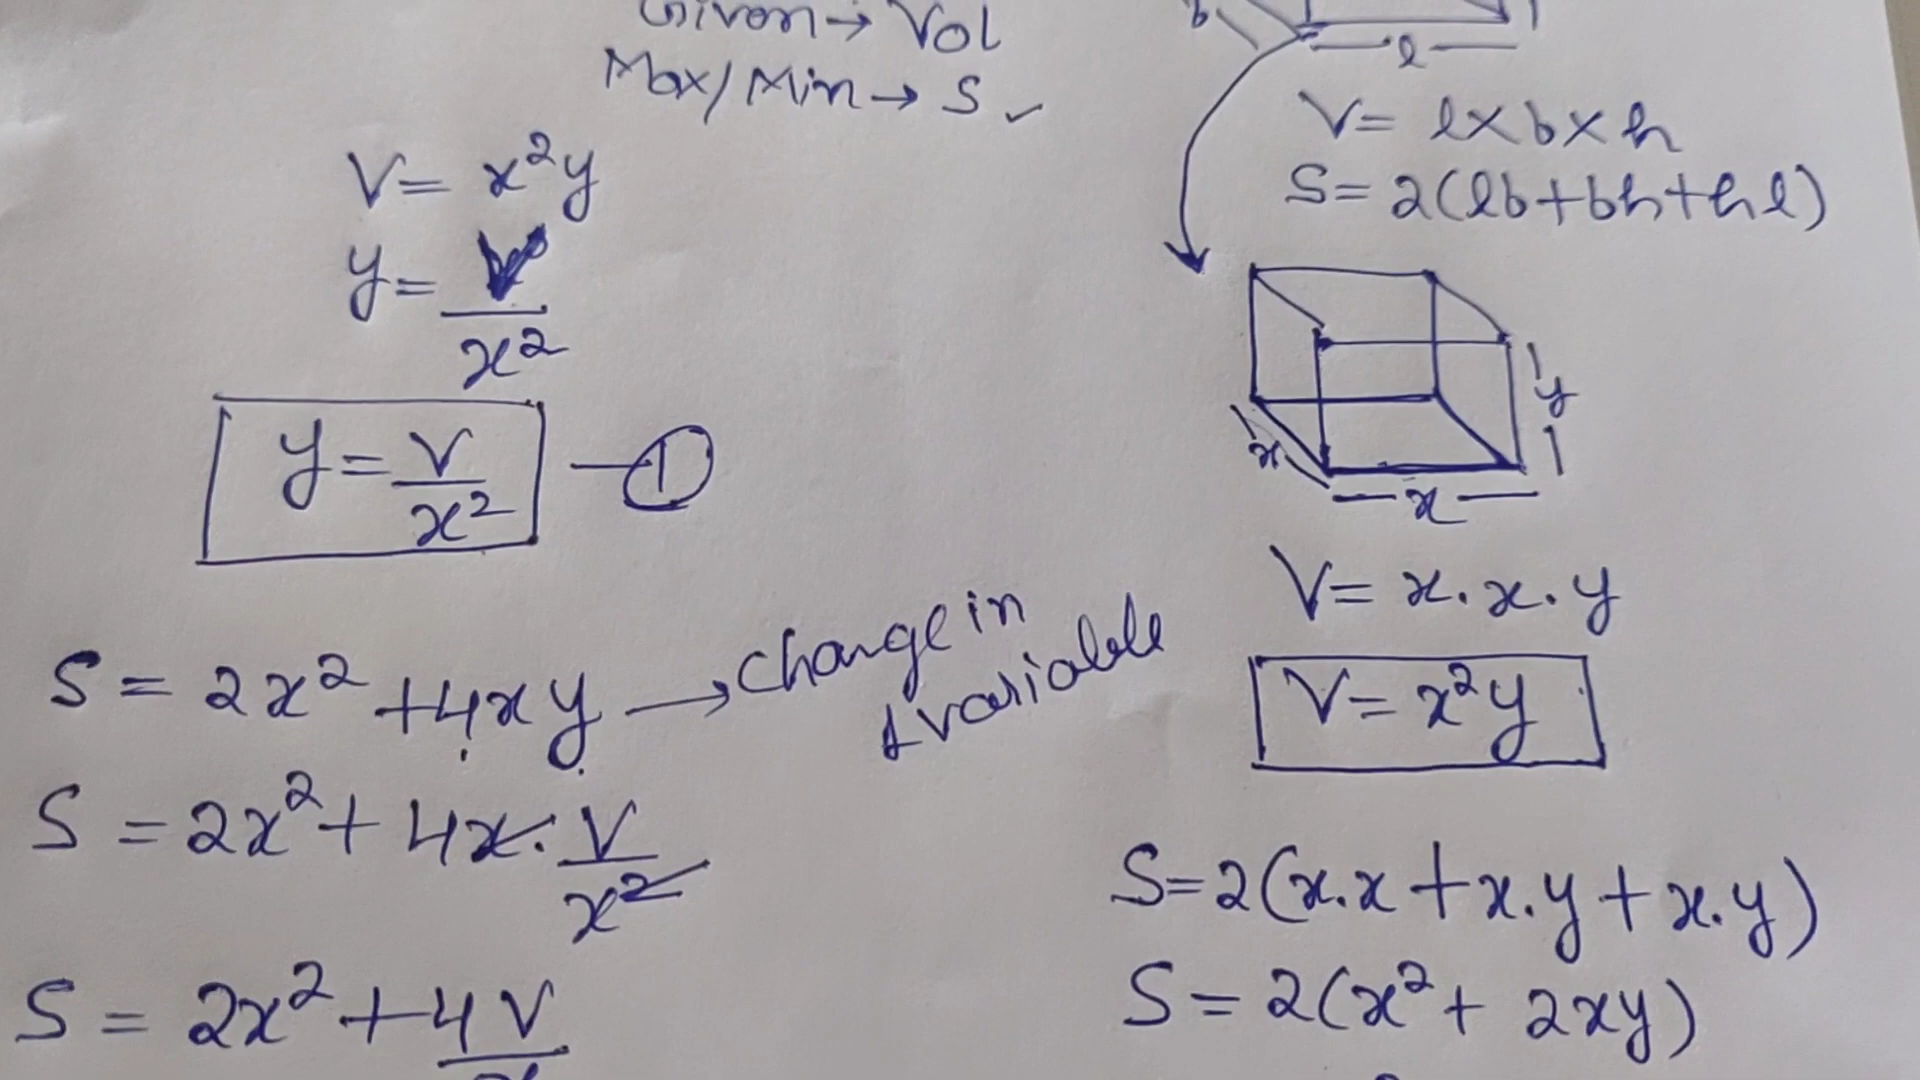 Given → Vol
Max/Min → S ✓
V = x²y
y = V/x²
y = V/x² — ①
S = 2x² + 4xy → change in 1 variable
S = 2x² + 4x · V/x²
S = 2x² + 4V/x
b
l
V = l×b×h
S = 2(lb+bh+hl)
y
x
x
V = x.x.y
V = x²y
S = 2(x.x + x.y + x.y)
S = 2(x² + 2xy)